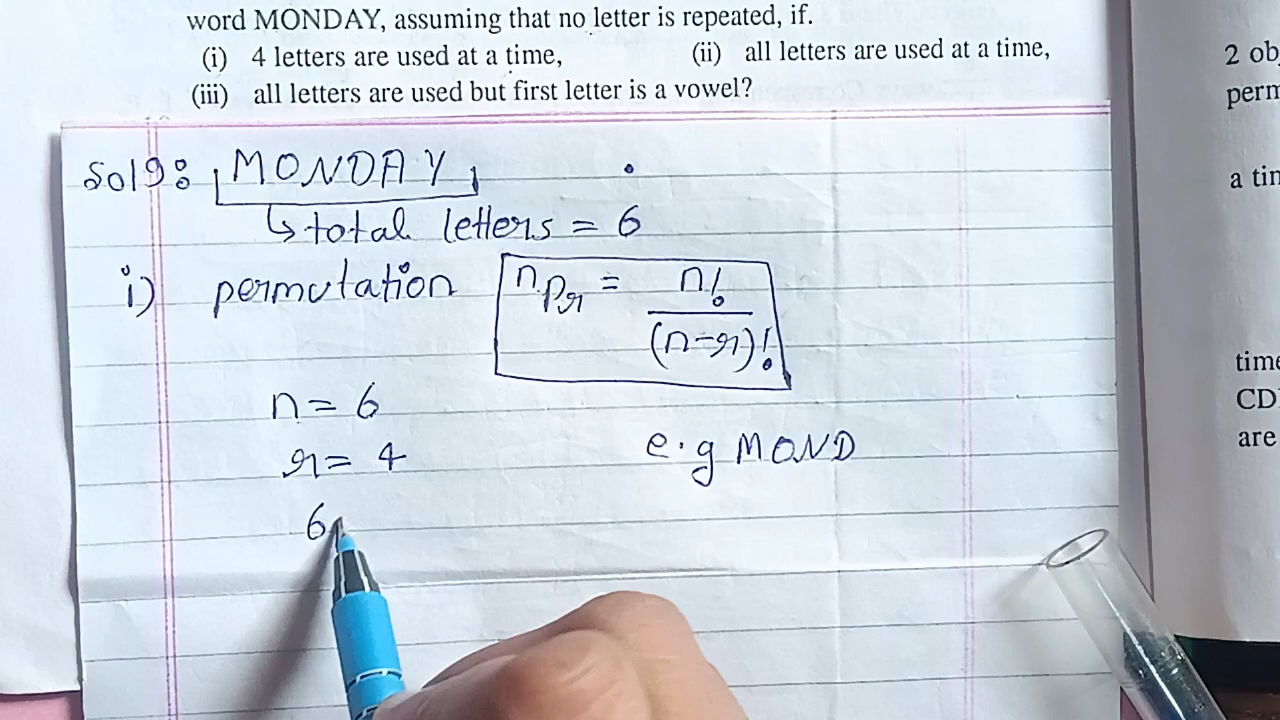 word MONDAY, assuming that no letter is repeated, if.
(i) 4 letters are used at a time, (ii) all letters are used at a time,
(iii) all letters are used but first letter is a vowel?
2 ob
perm
a tin
time
CD
are
Sol9: MONDAY
↳ total letters = 6
i) permutation nPr = n! / (n-r)!
n = 6
r = 4 e.g MOND
6